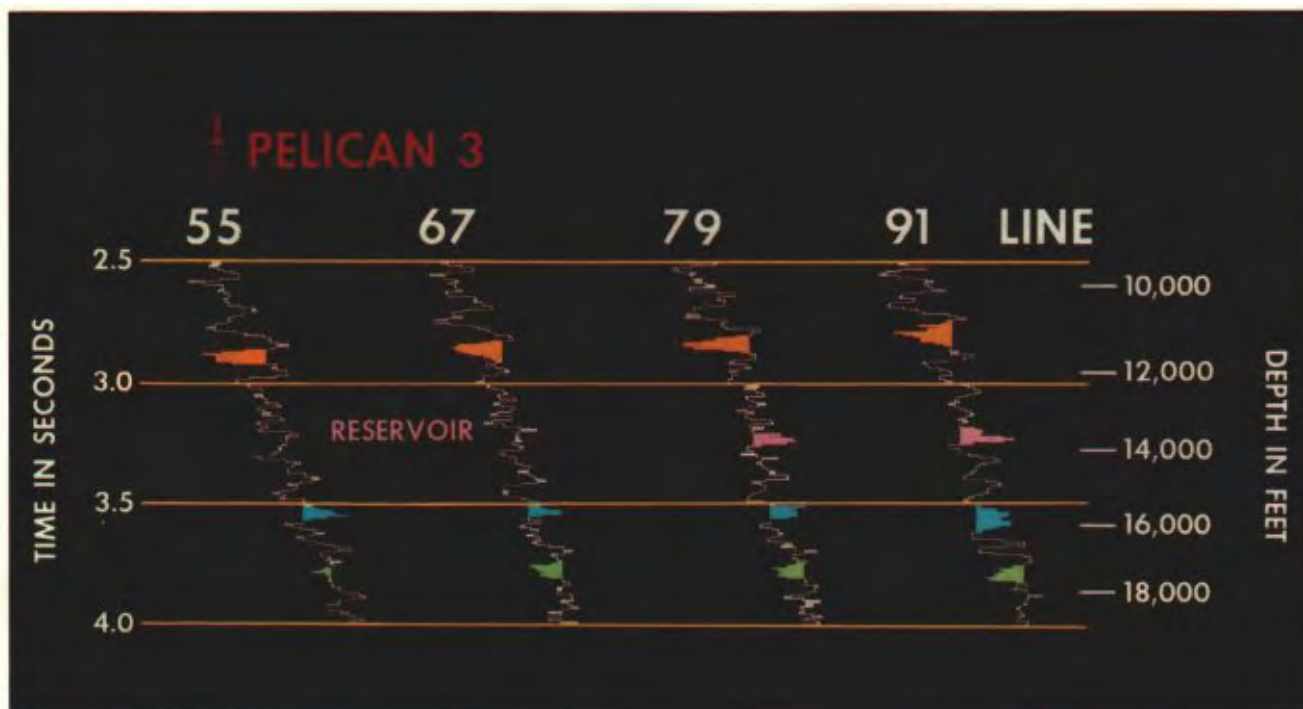 PELICAN 3
55 67 79 91 LINE
2.5
10,000
3.0
12,000
RESERVOIR
14,000
3.5
16,000
18,000
4.0
TIME IN SECONDS
DEPTH IN FEET